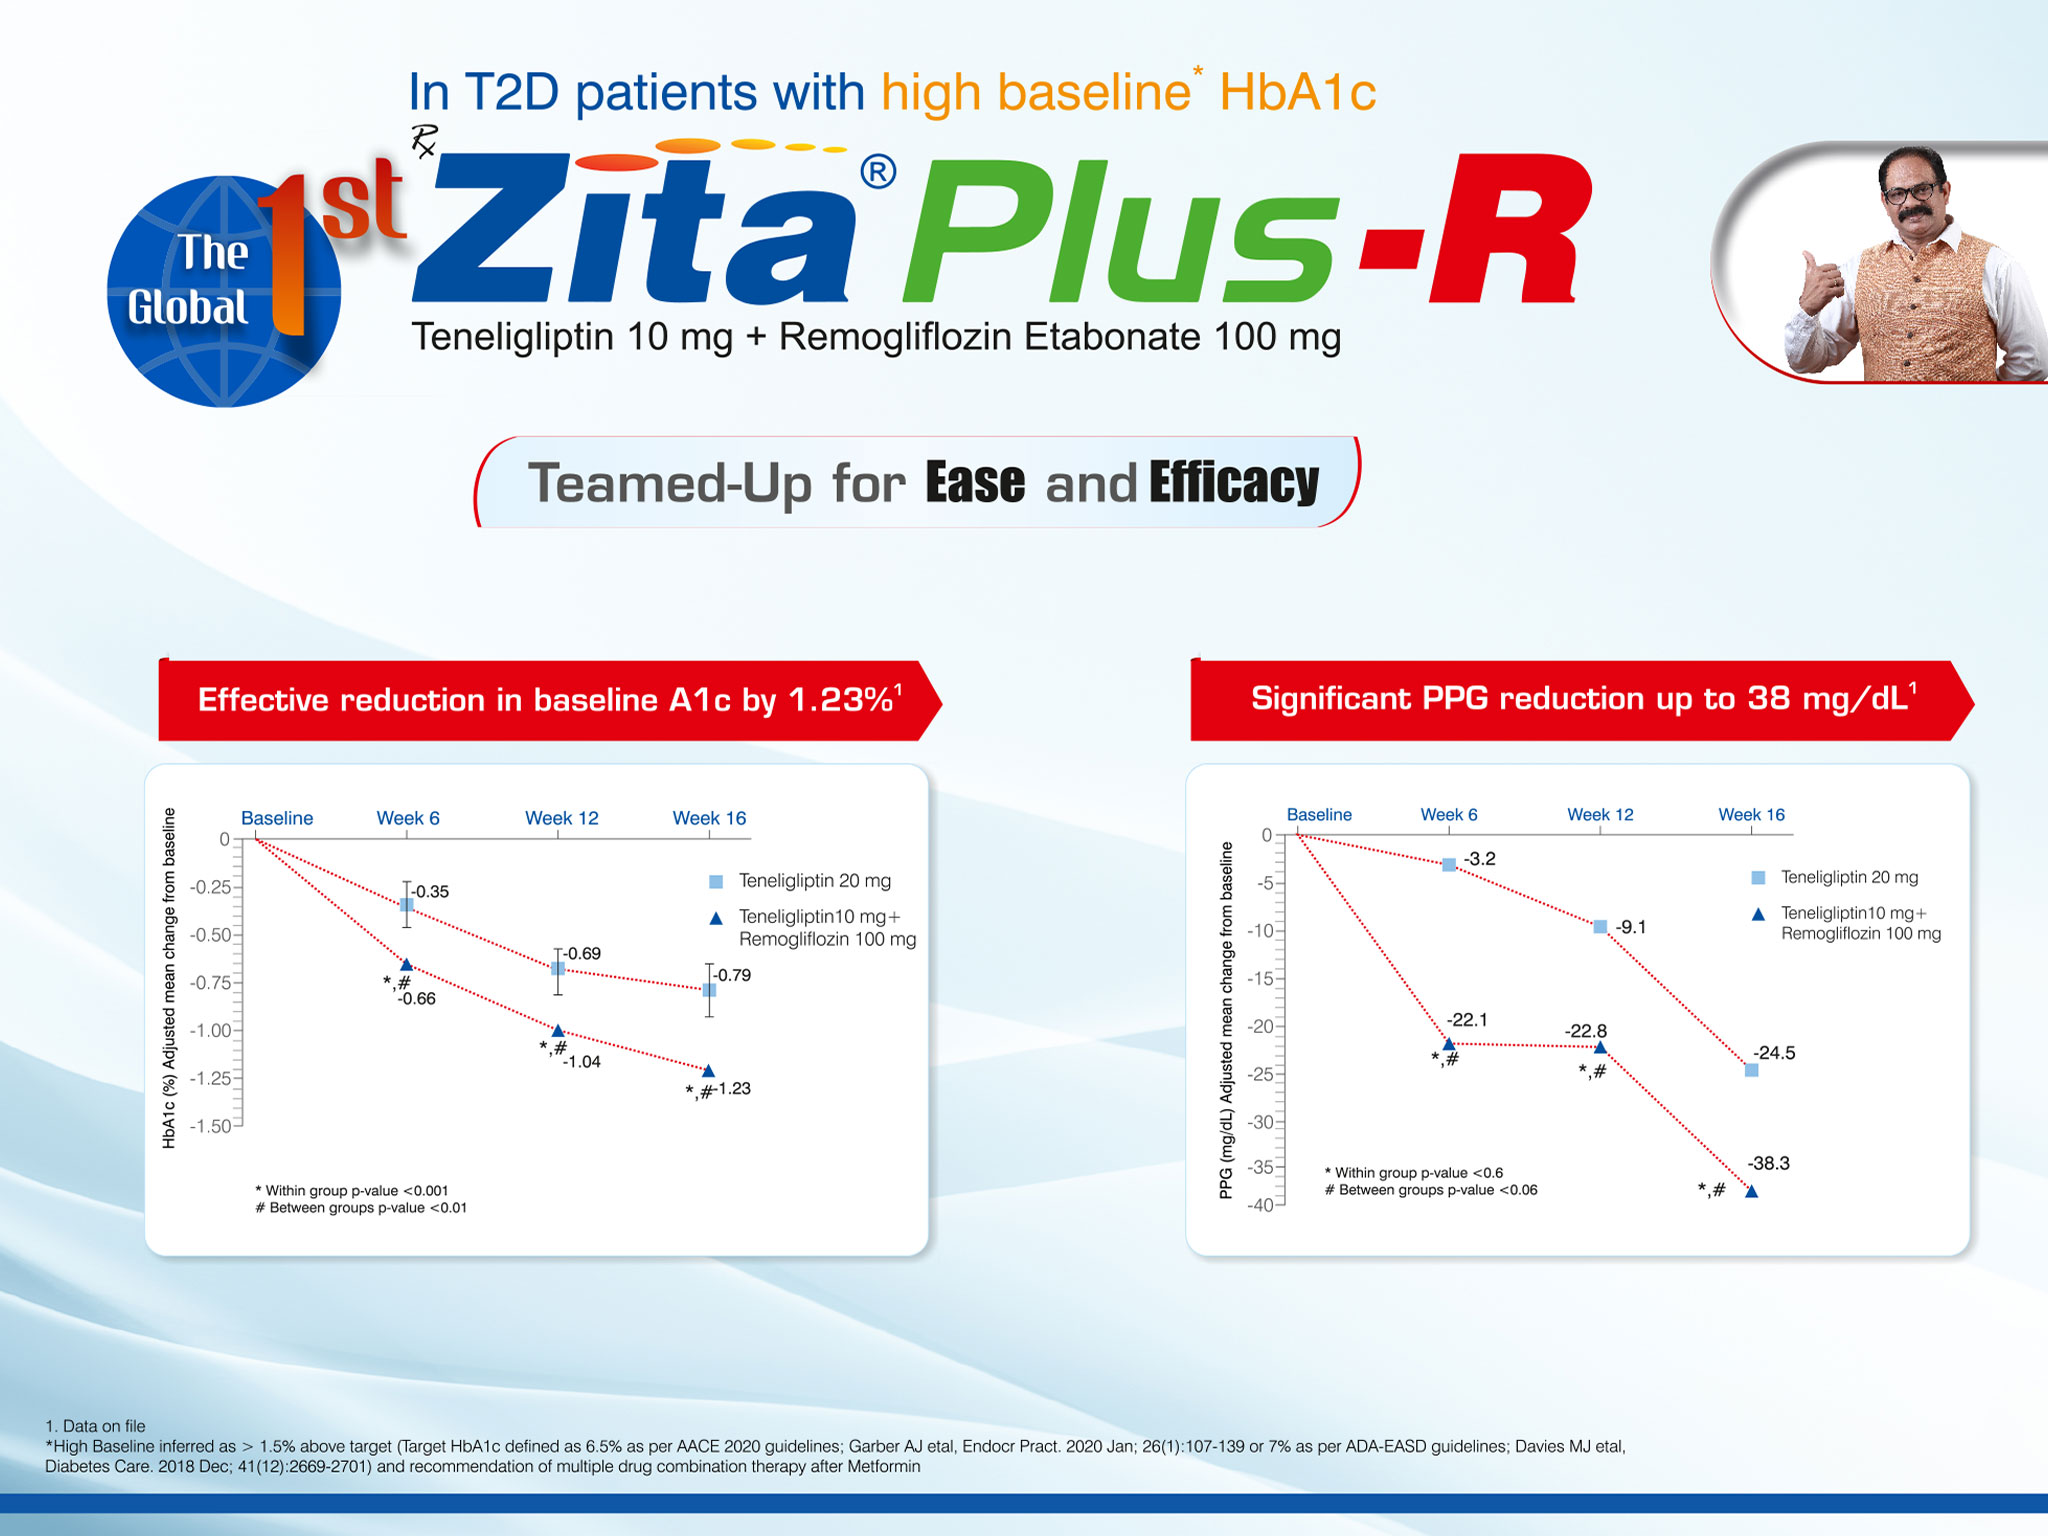 In T2D patients with high baseline* HbA1c
Rx
The Global 1st
Zita® Plus-R
Teneligliptin 10 mg + Remogliflozin Etabonate 100 mg
Teamed-Up for Ease and Efficacy
Effective reduction in baseline A1c by 1.23%1
HbA1c (%) Adjusted mean change from baseline
Baseline Week 6 Week 12 Week 16
0
-0.25
-0.50
-0.75
-1.00
-1.25
-1.50
-0.35
-0.69
-0.79
*,#
-0.66
*,#
-1.04
*,#
-1.23
Teneligliptin 20 mg
Teneligliptin10 mg+
Remogliflozin 100 mg
* Within group p-value <0.001
# Between groups p-value <0.01
Significant PPG reduction up to 38 mg/dL1
PPG (mg/dL) Adjusted mean change from baseline
Baseline Week 6 Week 12 Week 16
0
-5
-10
-15
-20
-25
-30
-35
-40
-3.2
-9.1
-24.5
-22.1
*,#
-22.8
*,#
-38.3
*,#
Teneligliptin 20 mg
Teneligliptin10 mg+
Remogliflozin 100 mg
* Within group p-value <0.6
# Between groups p-value <0.06
1. Data on file
*High Baseline inferred as > 1.5% above target (Target HbA1c defined as 6.5% as per AACE 2020 guidelines; Garber AJ etal, Endocr Pract. 2020 Jan; 26(1):107-139 or 7% as per ADA-EASD guidelines; Davies MJ etal,
Diabetes Care. 2018 Dec; 41(12):2669-2701) and recommendation of multiple drug combination therapy after Metformin